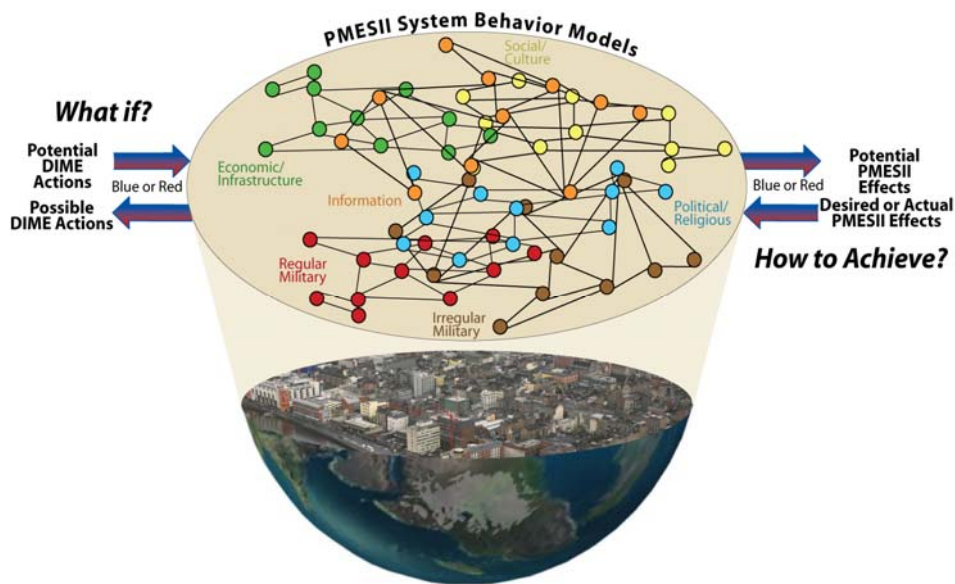 PMESII System Behavior Models
Social/
Culture
What if?
Potential
DIME
Actions
Blue or Red
Possible
DIME Actions
Economic/
Infrastructure
Information
Political/
Religious
Regular
Military
Irregular
Military
Potential
PMESII
Effects
Blue or Red
Desired or Actual
PMESII Effects
How to Achieve?